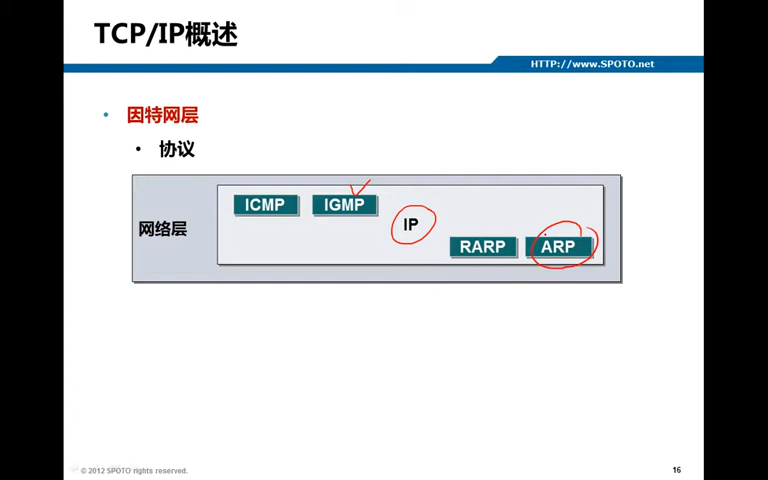 TCP/IP概述
HTTP://www.SPOTO.net
• 因特网层
• 协议
ICMP IGMP
网络层
IP
RARP ARP
© 2012 SPOTO rights reserved.
16